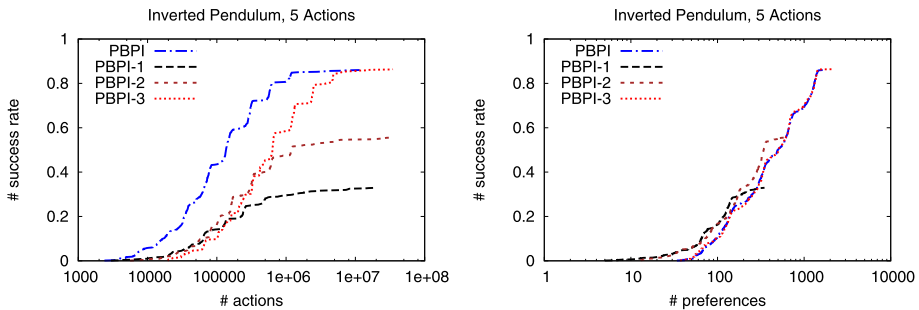 Inverted Pendulum, 5 Actions
1
0.8
0.6
0.4
0.2
0
# success rate
PBPI
PBPI-1
PBPI-2
PBPI-3
1000 10000 100000 1e+06 1e+07 1e+08
# actions
Inverted Pendulum, 5 Actions
1
0.8
0.6
0.4
0.2
0
# success rate
PBPI
PBPI-1
PBPI-2
PBPI-3
1 10 100 1000 10000
# preferences